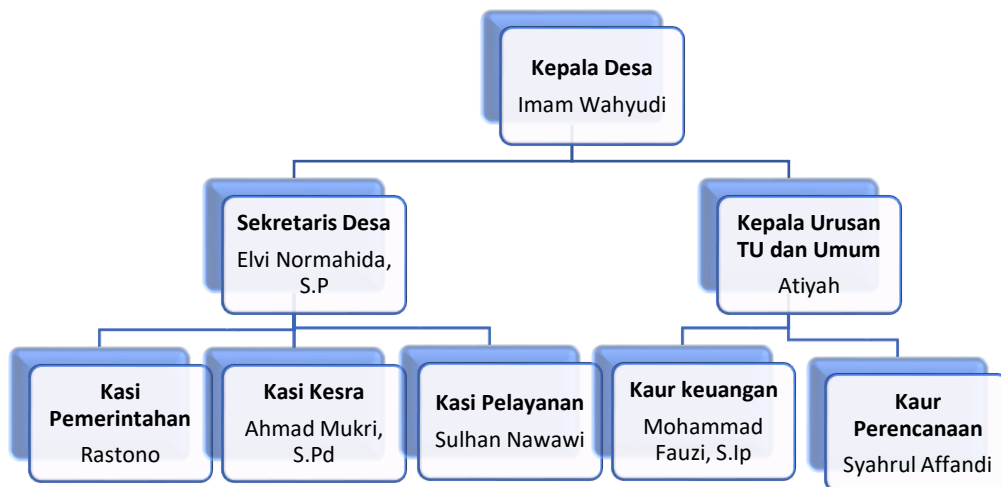 Kepala Desa
Imam Wahyudi
Sekretaris Desa
Elvi Normahida,
S.P
Kepala Urusan
TU dan Umum
Atiyah
Kasi
Pemerintahan
Rastono
Kasi Kesra
Ahmad Mukri,
S.Pd
Kasi Pelayanan
Sulhan Nawawi
Kaur keuangan
Mohammad
Fauzi, S.Ip
Kaur
Perencanaan
Syahrul Affandi